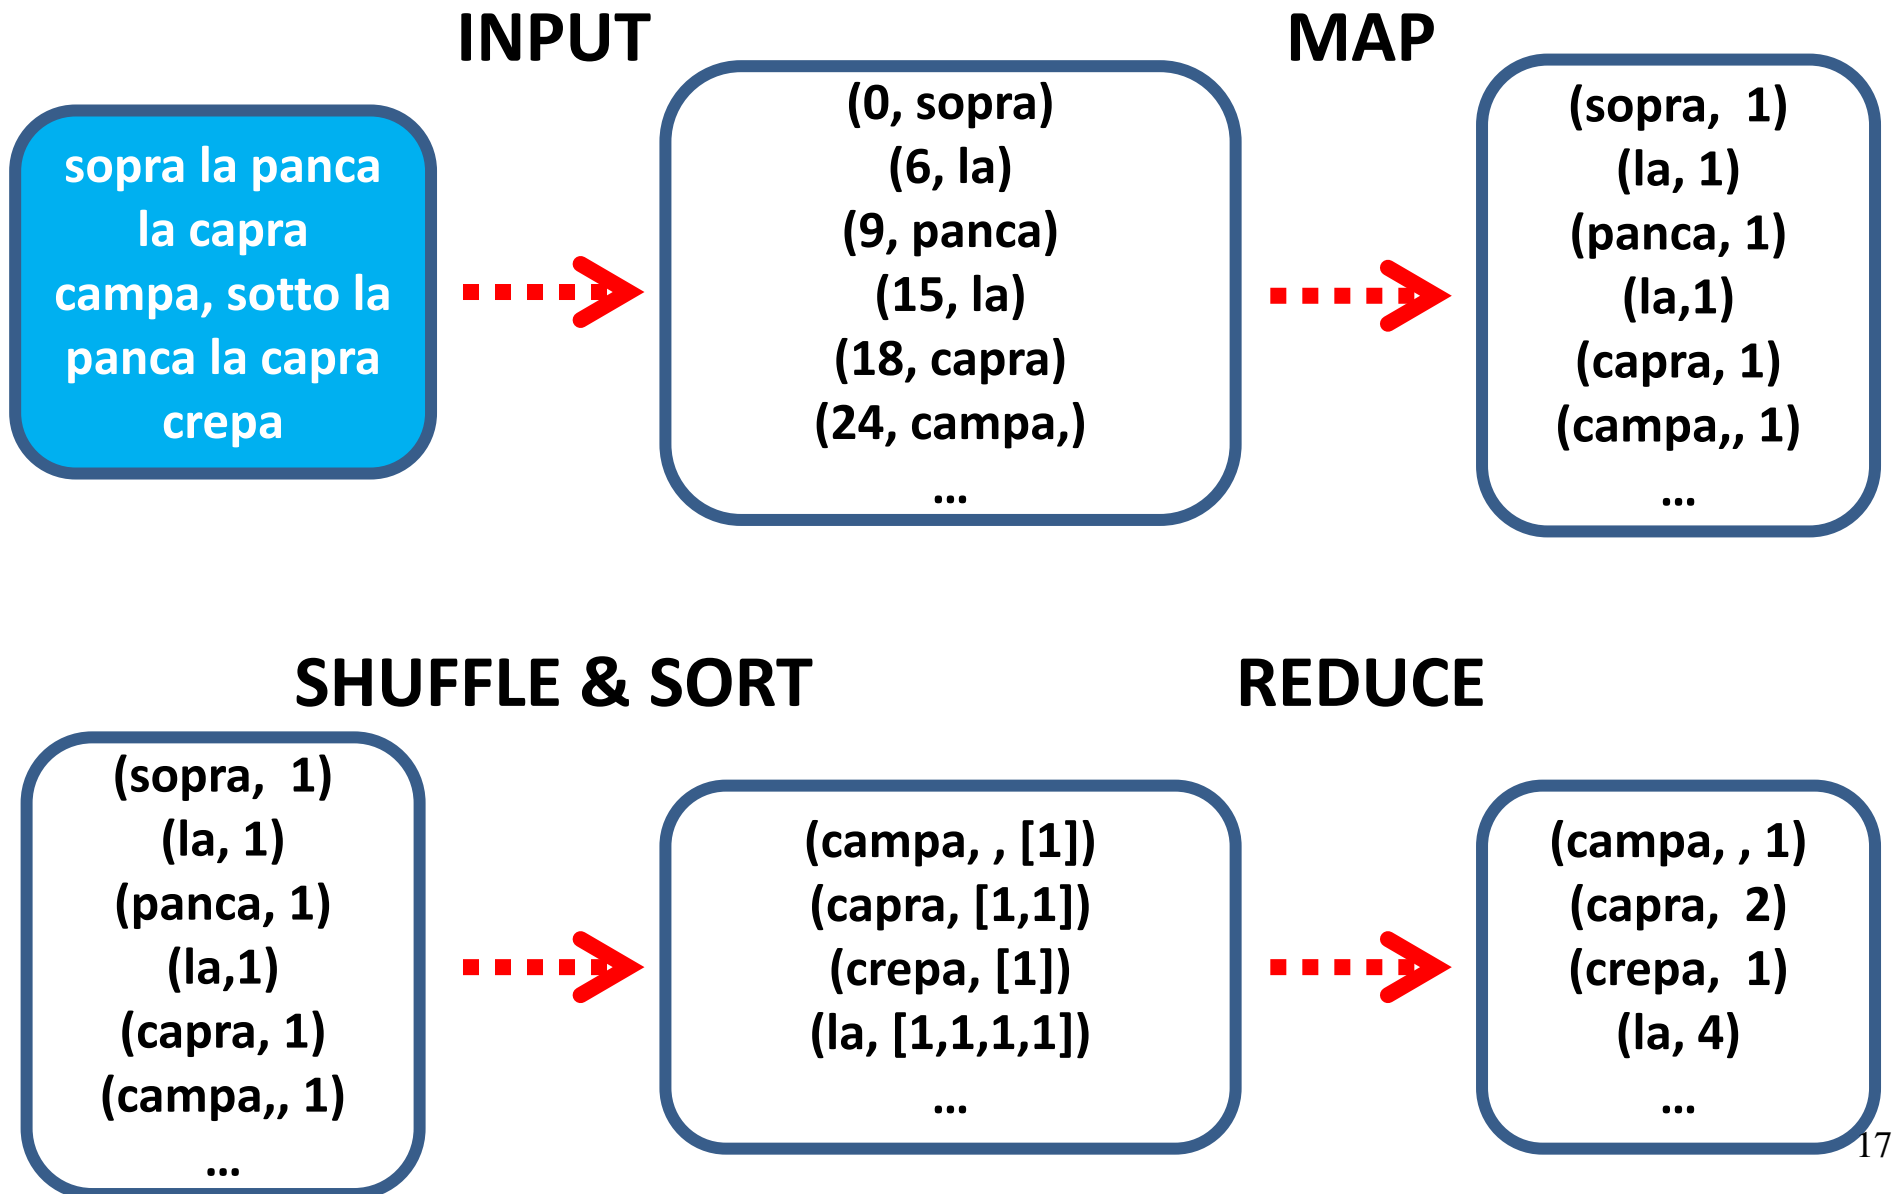 INPUT
MAP
sopra la panca
la capra
campa, sotto la
panca la capra
crepa
(0, sopra)
(6, la)
(9, panca)
(15, la)
(18, capra)
(24, campa,)
...
(sopra,  1)
(la, 1)
(panca, 1)
(la,1)
(capra, 1)
(campa,, 1)
...
SHUFFLE & SORT
REDUCE
(sopra,  1)
(la, 1)
(panca, 1)
(la,1)
(capra, 1)
(campa,, 1)
...
(campa, , [1])
(capra, [1,1])
(crepa, [1])
(la, [1,1,1,1])
...
(campa, , 1)
(capra,  2)
(crepa,  1)
(la, 4)
...
17